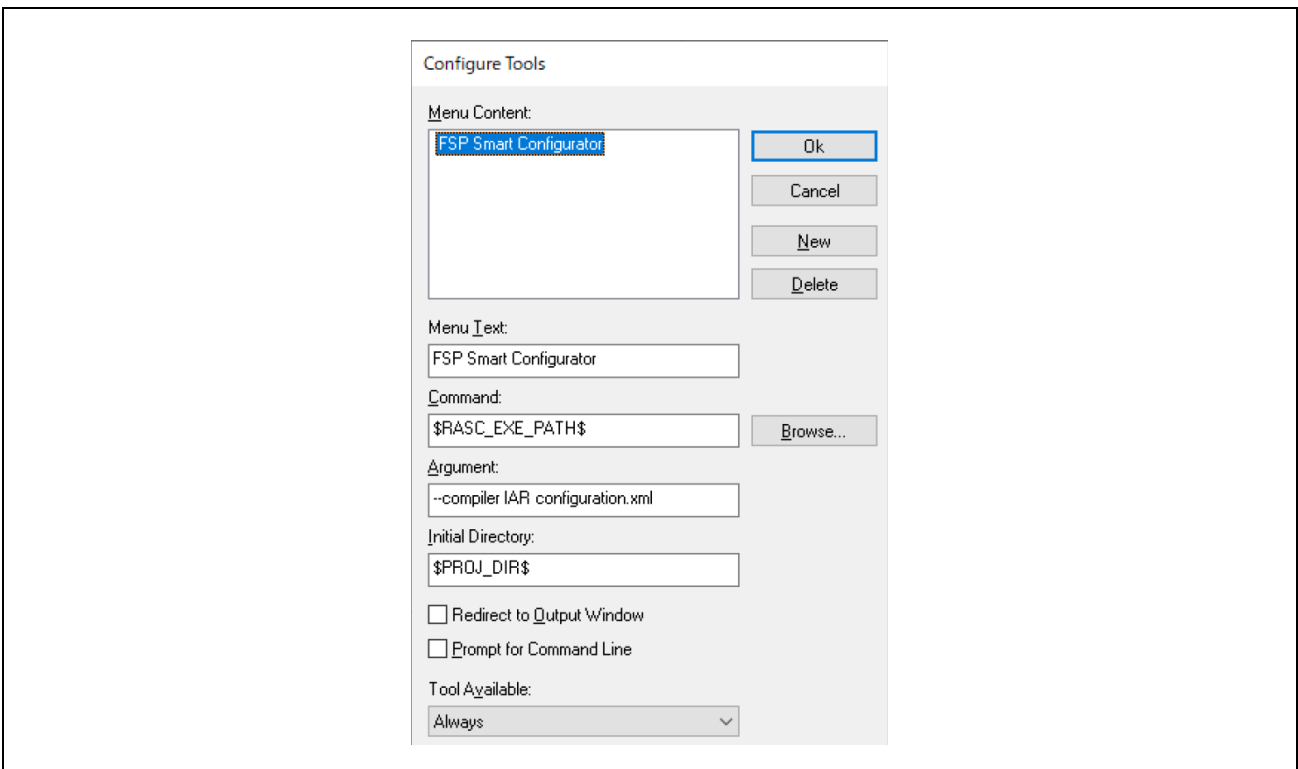 Configure Tools
Menu Content:
FSP Smart Configurator
Ok
Cancel
New
Delete
Menu Text:
FSP Smart Configurator
Command:
$RASC_EXE_PATH$
Browse...
Argument:
--compiler IAR configuration.xml
Initial Directory:
$PROJ_DIR$
Redirect to Output Window
Prompt for Command Line
Tool Available:
Always